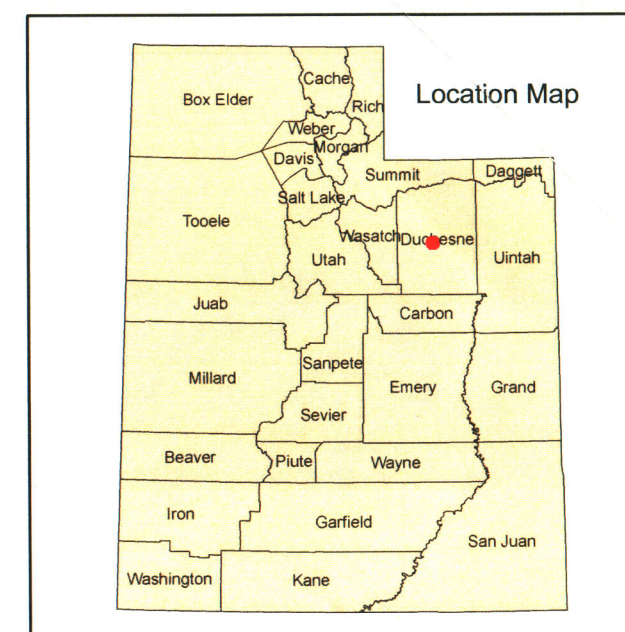 Location Map
Cache
Box Elder
Rich
Weber
Morgan
Davis
Summit
Daggett
Salt Lake
Tooele
Wasatch
Duchesne
Utah
Uintah
Juab
Carbon
Sanpete
Millard
Emery
Grand
Sevier
Beaver
Piute
Wayne
Iron
Garfield
San Juan
Washington
Kane